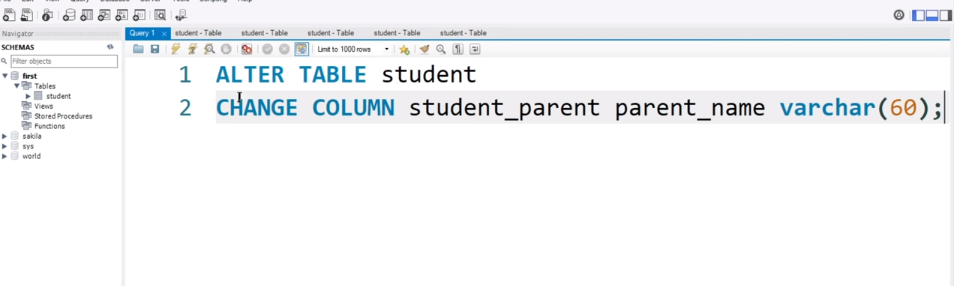 Navigator
SCHEMAS
Filter objects
first
Tables
student
Views
Stored Procedures
Functions
sakila
sys
world
Query 1
student - Table
student - Table
student - Table
student - Table
student - Table
Limit to 1000 rows
1 ALTER TABLE student
2 CHANGE COLUMN student_parent parent_name varchar(60);